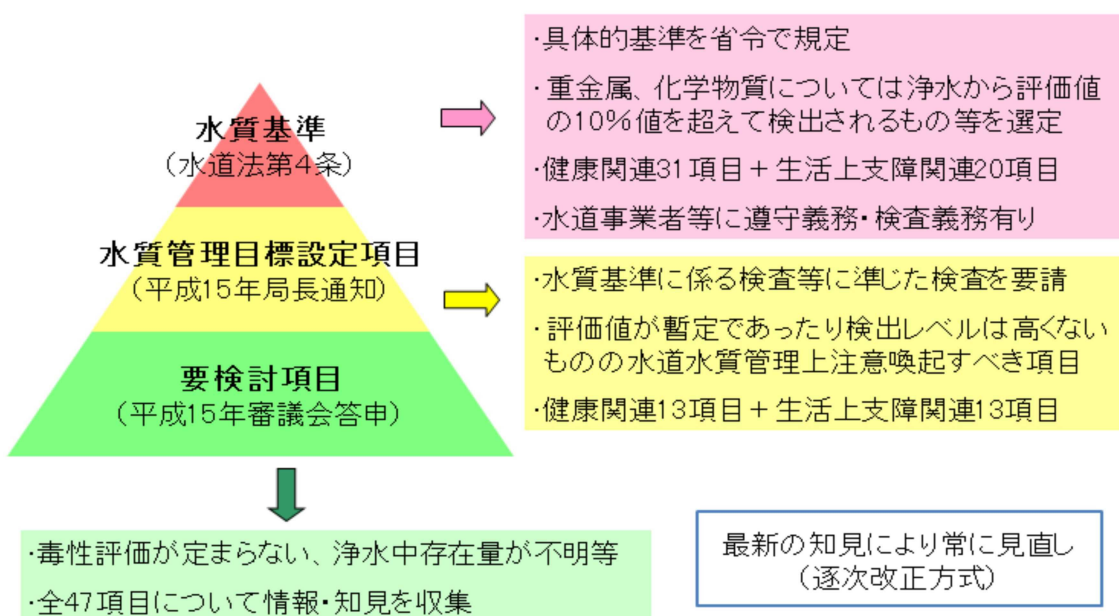 水質基準
(水道法第4条)
・具体的基準を省令で規定
・重金属、化学物質については浄水から評価値
の10%値を超えて検出されるもの等を選定
・健康関連31項目+生活上支障関連20項目
・水道事業者等に遵守義務・検査義務有り
水質管理目標設定項目
(平成15年局長通知)
・水質基準に係る検査等に準じた検査を要請
・評価値が暫定であったり検出レベルは高くない
ものの水道水質管理上注意喚起すべき項目
・健康関連13項目+生活上支障関連13項目
要検討項目
(平成15年審議会答申)
・毒性評価が定まらない、浄水中存在量が不明等
・全47項目について情報・知見を収集
最新の知見により常に見直し
(逐次改正方式)